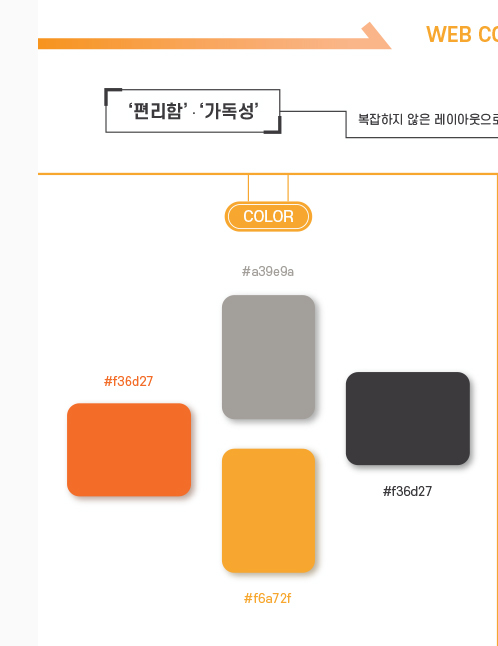 WEB CO
‘편리함’ · ‘가독성’
복잡하지 않은 레이아웃으로
COLOR
#a39e9a
#f36d27
#f36d27
#f6a72f